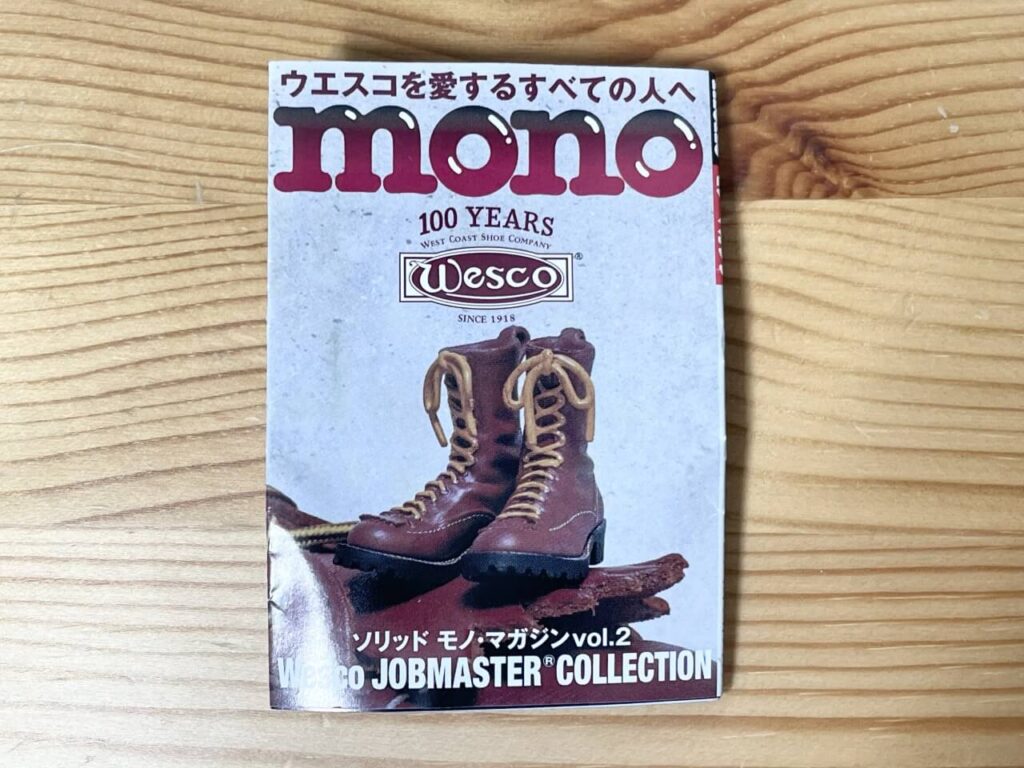 ウエスコを愛するすべての人へ
mono
100 YEARS
WEST COAST SHOE COMPANY
Wesco®
SINCE 1918
ソリッド モノ・マガジンvol.2
Wesco JOBMASTER® COLLECTION